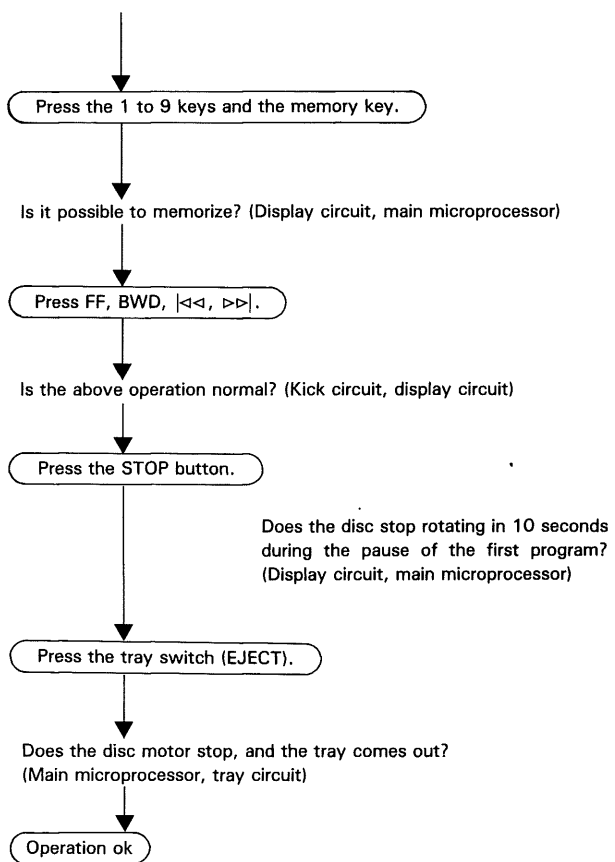 Press the 1 to 9 keys and the memory key.
Is it possible to memorize? (Display circuit, main microprocessor)
Press FF, BWD, |◁◁, ▷▷|.
Is the above operation normal? (Kick circuit, display circuit)
Press the STOP button.
Does the disc stop rotating in 10 seconds
during the pause of the first program?
(Display circuit, main microprocessor)
Press the tray switch (EJECT).
Does the disc motor stop, and the tray comes out?
(Main microprocessor, tray circuit)
Operation ok